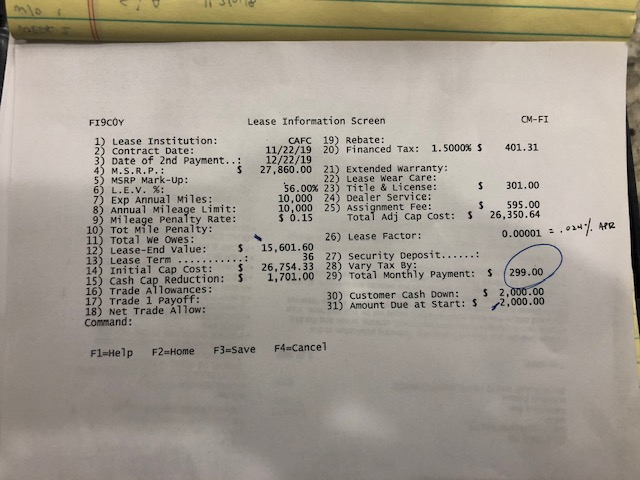 FI9C0Y Lease Information Screen CM-FI
1) Lease Institution: CAFC 19) Rebate:
2) Contract Date: 11/22/19 20) Financed Tax: 1.5000% $ 401.31
3) Date of 2nd Payment..: 12/22/19
4) M.S.R.P.: $ 27,860.00 21) Extended Warranty:
5) MSRP Mark-Up: 22) Lease Wear Care:
6) L.E.V. %: 56.00% 23) Title & License: $ 301.00
7) Exp Annual Miles: 10,000 24) Dealer Service:
8) Annual Mileage Limit: 10,000 25) Assignment Fee: $ 595.00
9) Mileage Penalty Rate: $ 0.15 Total Adj Cap Cost: $ 26,350.64
10) Tot Mile Penalty:
11) Total We Owes: 26) Lease Factor: 0.00001 = .024% APR
12) Lease-End Value: $ 15,601.60
13) Lease Term ...........: 36 27) Security Deposit......:
14) Initial Cap Cost: $ 26,754.33 28) Vary Tax By:
15) Cash Cap Reduction: $ 1,701.00 29) Total Monthly Payment: $ 299.00
16) Trade Allowances:
17) Trade 1 Payoff: 30) Customer Cash Down: $ 2,000.00
18) Net Trade Allow: 31) Amount Due at Start: $ 2,000.00
Command:
F1=Help F2=Home F3=Save F4=Cancel